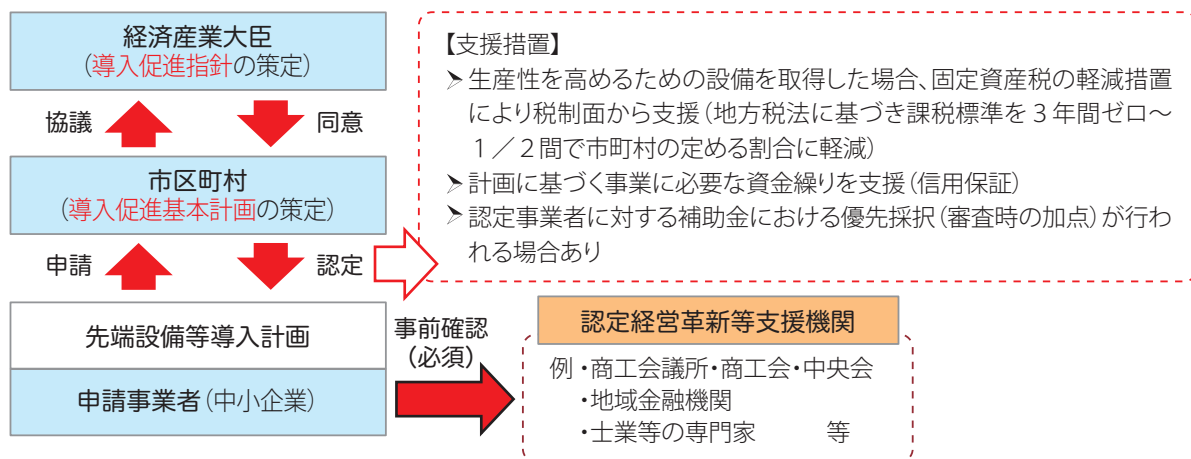 経済産業大臣
（導入促進指針の策定）
協議
同意
市区町村
（導入促進基本計画の策定）
申請
認定
先端設備等導入計画
申請事業者（中小企業）
【支援措置】
➢生産性を高めるための設備を取得した場合、固定資産税の軽減措置
により税制面から支援（地方税法に基づき課税標準を３年間ゼロ～
１／２間で市町村の定める割合に軽減）
➢計画に基づく事業に必要な資金繰りを支援（信用保証）
➢認定事業者に対する補助金における優先採択（審査時の加点）が行わ
れる場合あり
事前確認
（必須）
認定経営革新等支援機関
例・商工会議所・商工会・中央会
・地域金融機関
・士業等の専門家　　　等